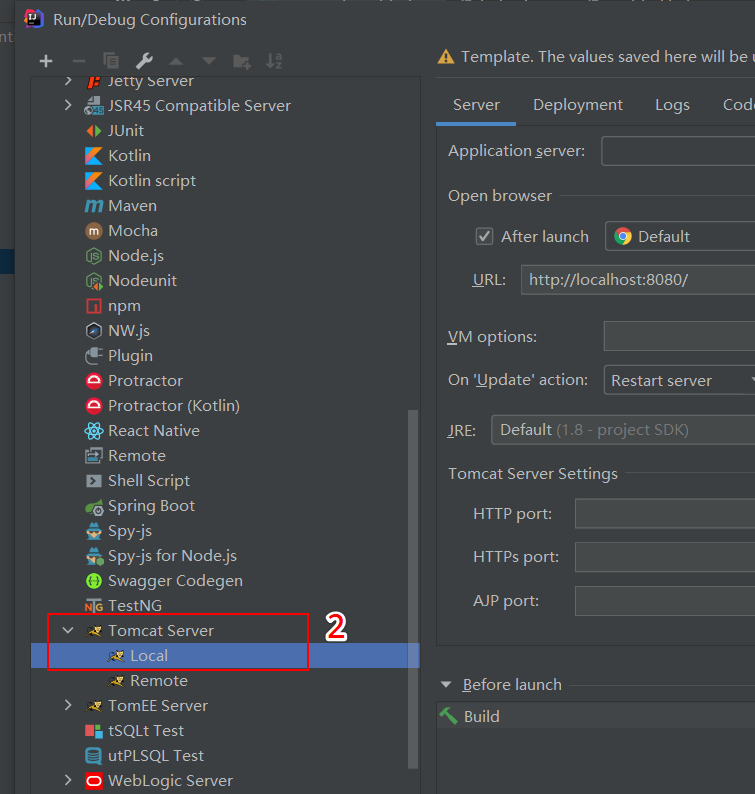 Run/Debug Configurations
Template. The values saved here will be u
Jetty Server
JSR45 Compatible Server
JUnit
Kotlin
Kotlin script
Maven
Mocha
Node.js
Nodeunit
npm
NW.js
Plugin
Protractor
Protractor (Kotlin)
React Native
Remote
Shell Script
Spring Boot
Spy-js
Spy-js for Node.js
Swagger Codegen
TestNG
Tomcat Server
2
Local
Remote
TomEE Server
tSQLt Test
utPLSQL Test
WebLogic Server
Server Deployment Logs Code
Application server:
Open browser
After launch Default
URL: http://localhost:8080/
VM options:
On 'Update' action: Restart server
JRE: Default (1.8 - project SDK)
Tomcat Server Settings
HTTP port:
HTTPs port:
AJP port:
Before launch
Build